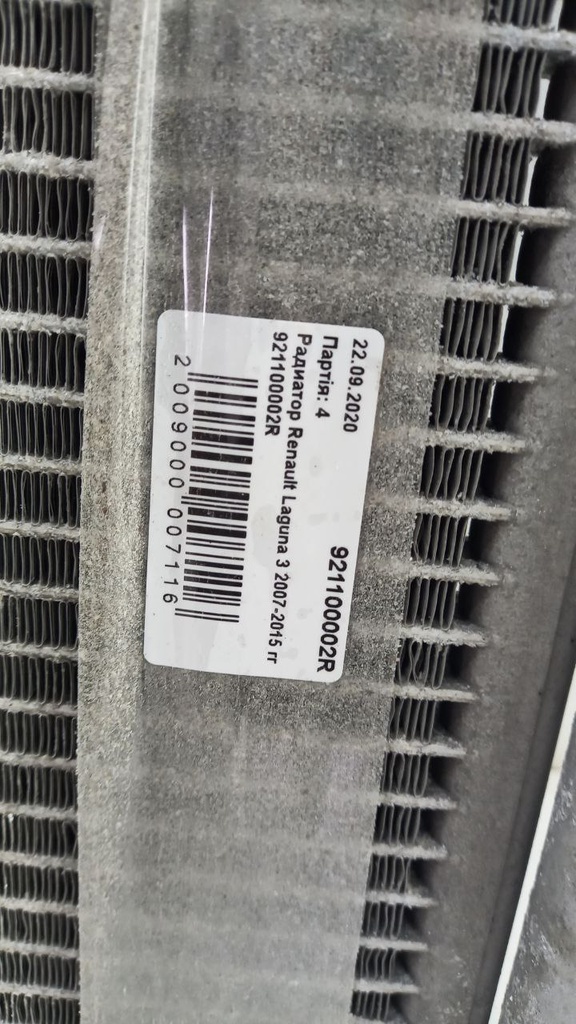 22.09.2020 921100002R
Партія: 4
Радиатор Renault Laguna 3 2007-2015 гг
921100002R
2 009000 007116